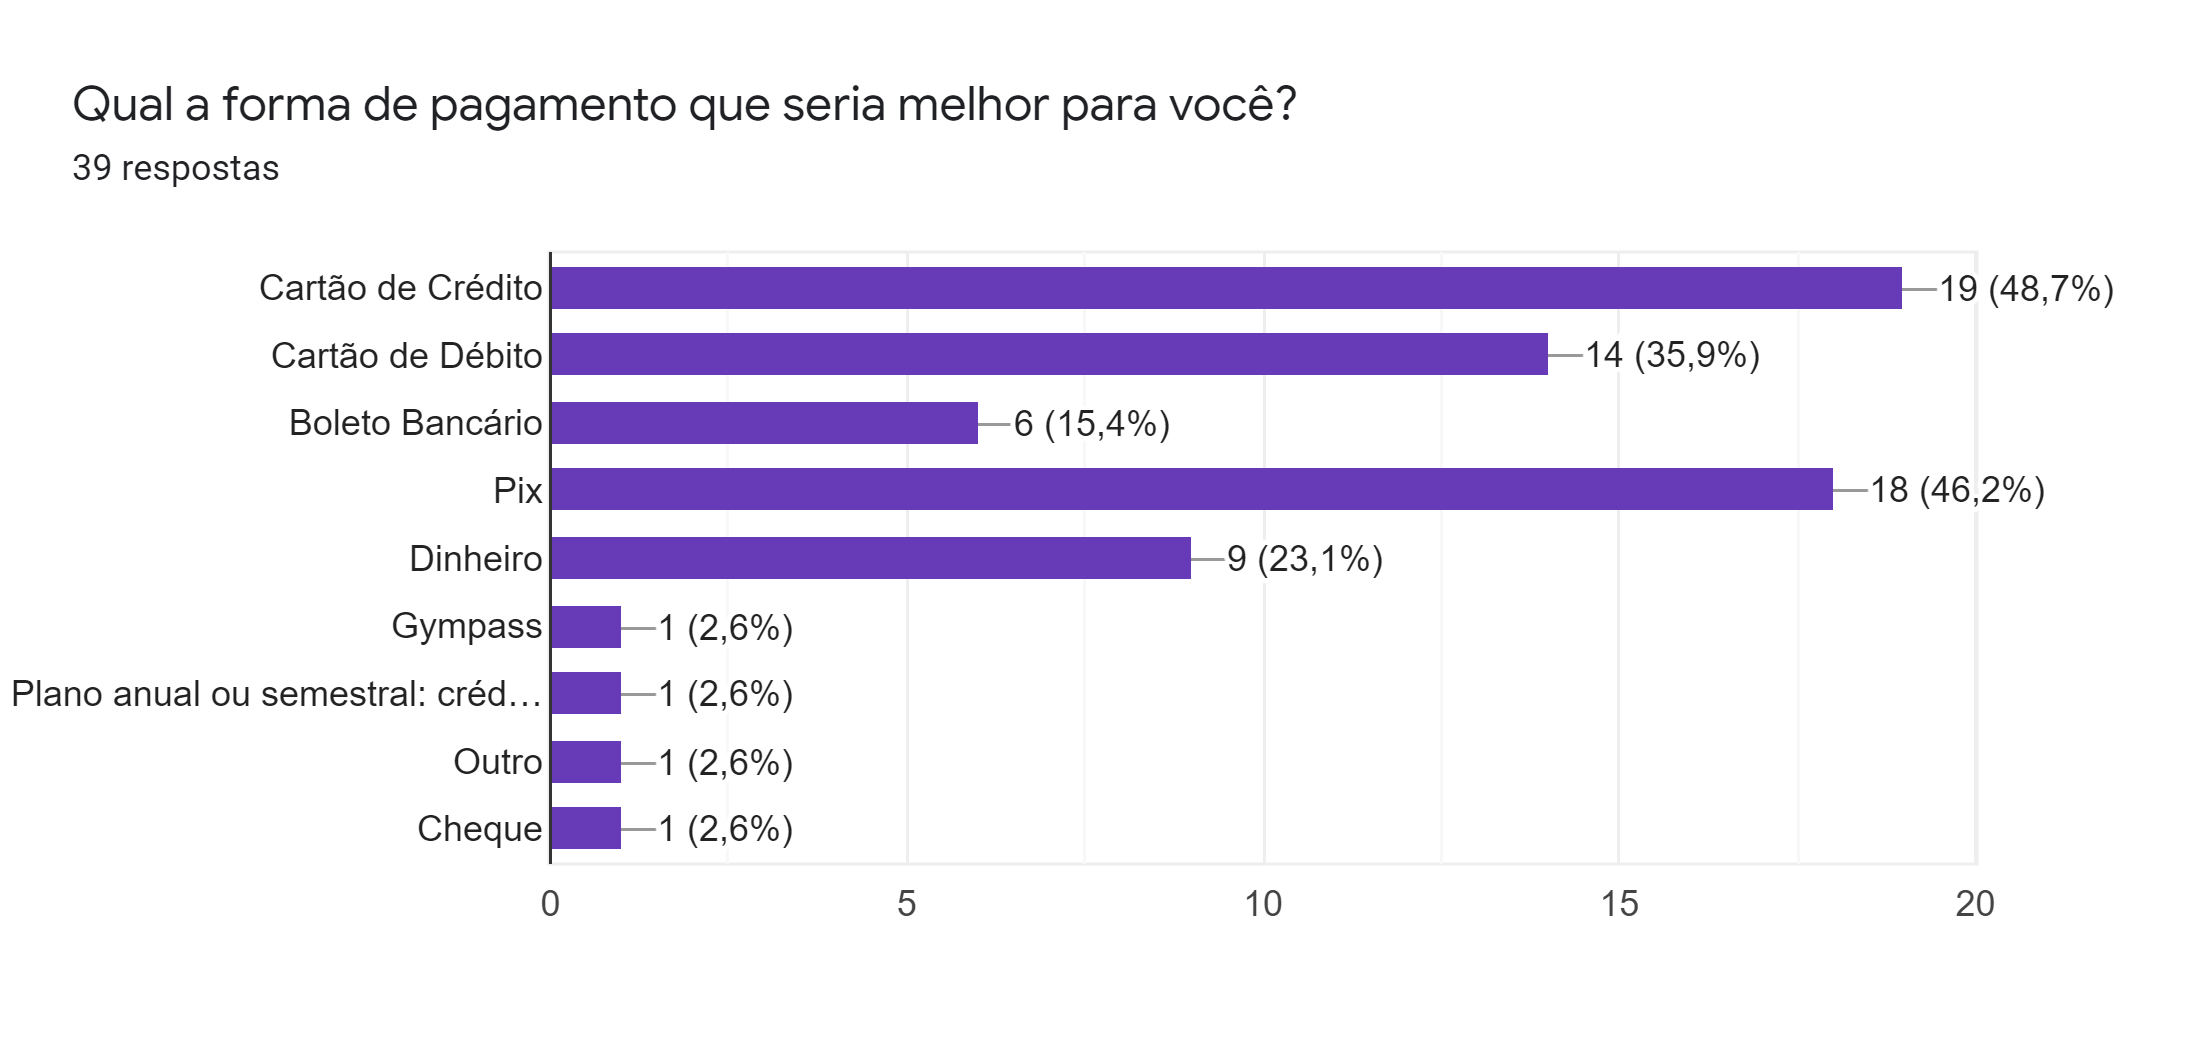 Qual a forma de pagamento que seria melhor para você?
39 respostas
Cartão de Crédito 19 (48,7%)
Cartão de Débito 14 (35,9%)
Boleto Bancário 6 (15,4%)
Pix 18 (46,2%)
Dinheiro 9 (23,1%)
Gympass 1 (2,6%)
Plano anual ou semestral: créd… 1 (2,6%)
Outro 1 (2,6%)
Cheque 1 (2,6%)
0 5 10 15 20